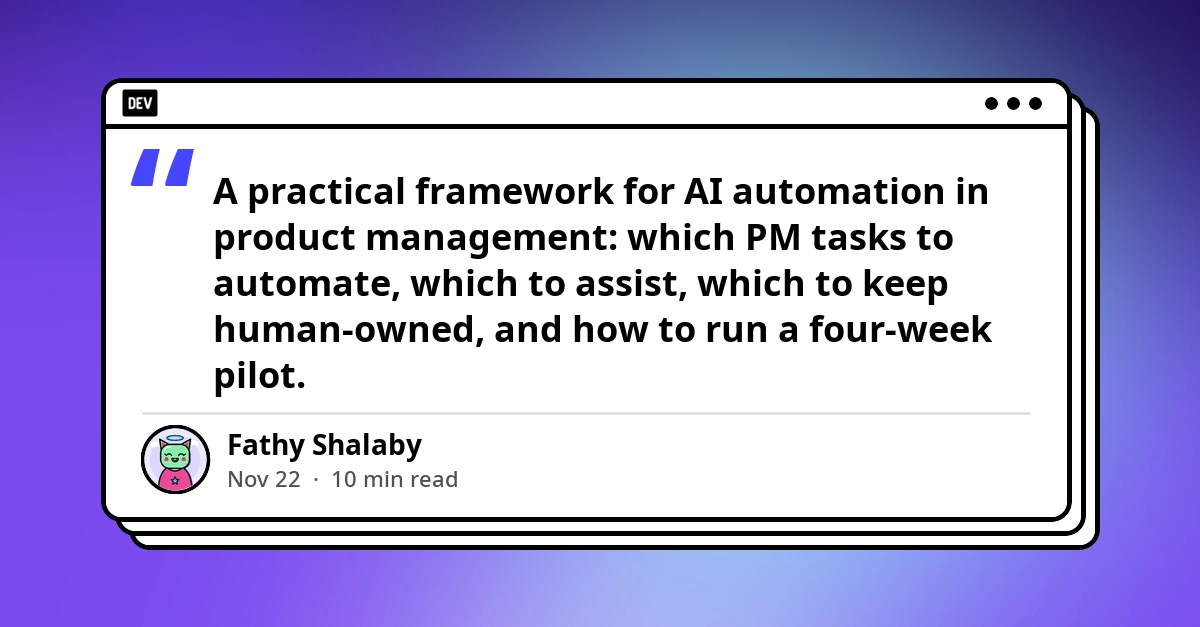 DEV
A practical framework for AI automation in
product management: which PM tasks to
automate, which to assist, which to keep
human-owned, and how to run a four-week
pilot.
Fathy Shalaby
Nov 22 · 10 min read